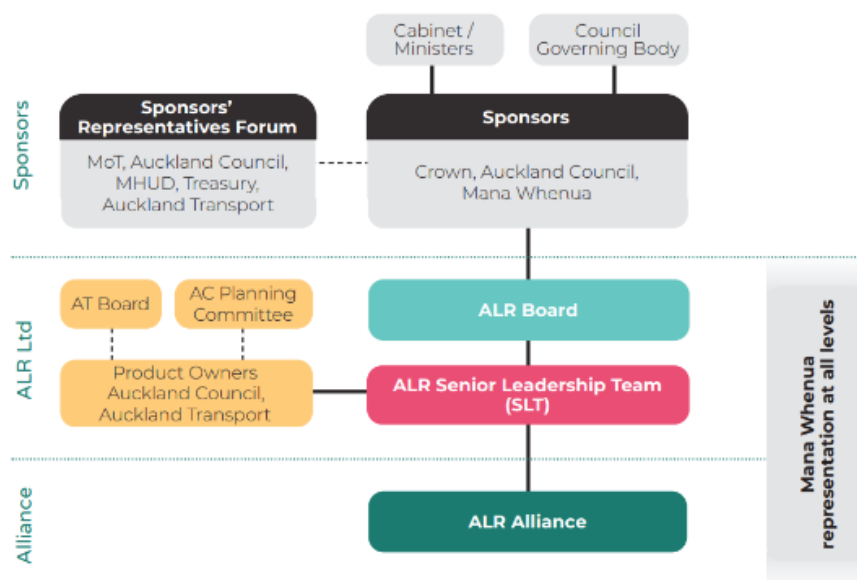 Cabinet /
Ministers
Council
Governing Body
Sponsors
Sponsors'
Representatives Forum
MoT, Auckland Council,
MHUD, Treasury,
Auckland Transport
Sponsors
Crown, Auckland Council,
Mana Whenua
ALR Ltd
AT Board
AC Planning
Committee
Product Owners
Auckland Council,
Auckland Transport
ALR Board
ALR Senior Leadership Team
(SLT)
Alliance
ALR Alliance
Mana Whenua
representation at all levels